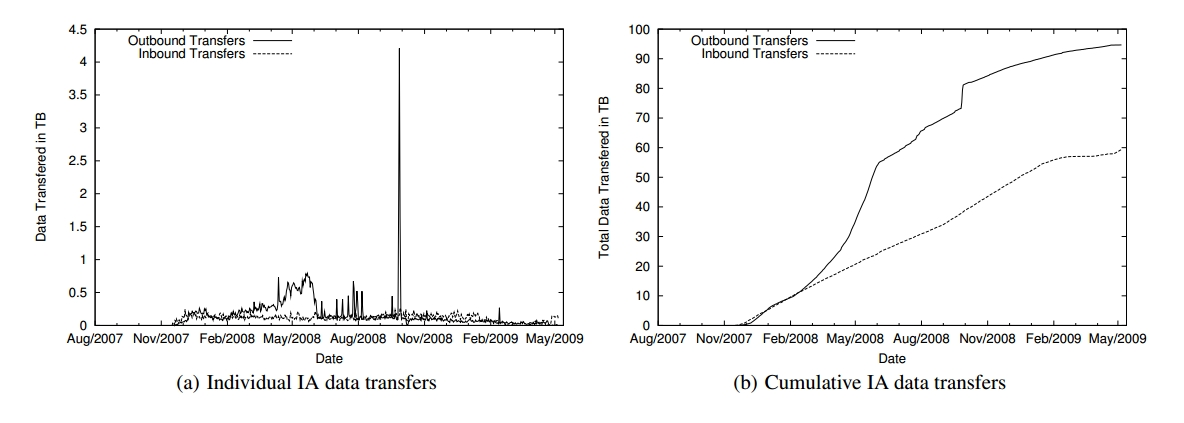 4.5
4
3.5
3
2.5
2
1.5
1
0.5
0
Data Transfered in TB
Outbound Transfers
Inbound Transfers
Aug/2007 Nov/2007 Feb/2008 May/2008 Aug/2008 Nov/2008 Feb/2009 May/2009
Date
(a) Individual IA data transfers
100
90
80
70
60
50
40
30
20
10
0
Total Data Transfered in TB
Outbound Transfers
Inbound Transfers
Aug/2007 Nov/2007 Feb/2008 May/2008 Aug/2008 Nov/2008 Feb/2009 May/2009
Date
(b) Cumulative IA data transfers